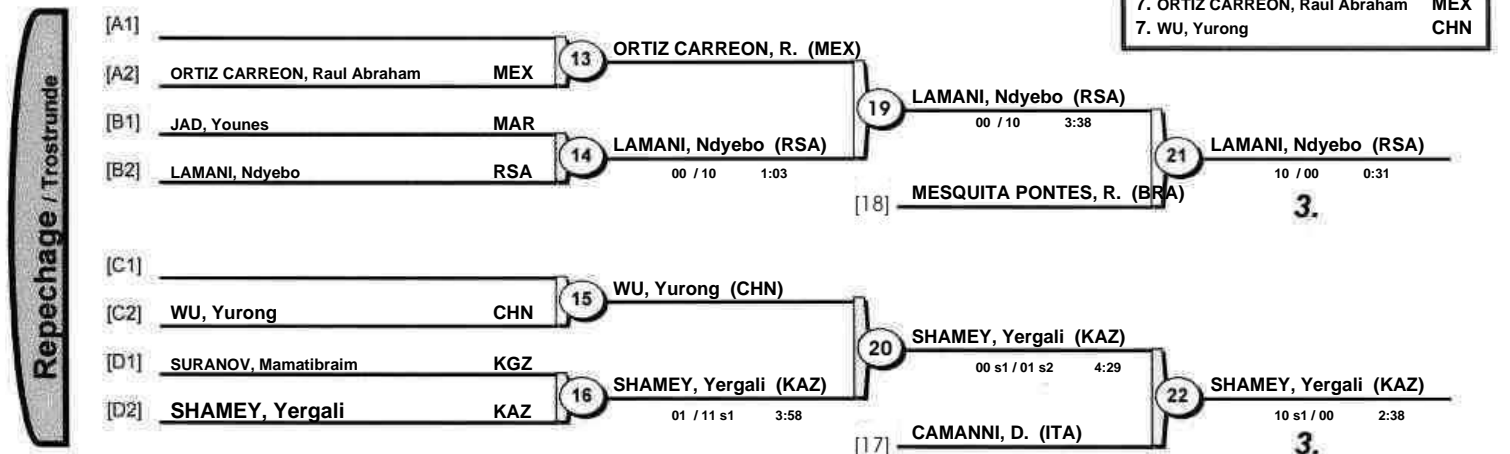 7. ORTIZ CARREON, Raul Abraham MEX
7. WU, Yurong CHN
Repechage / Trostrunde
[A1]
[A2] ORTIZ CARREON, Raul Abraham MEX
13
ORTIZ CARREON, R. (MEX)
[B1] JAD, Younes MAR
[B2] LAMANI, Ndyebo RSA
14
LAMANI, Ndyebo (RSA)
00 / 10 1:03
19
LAMANI, Ndyebo (RSA)
00 / 10 3:38
[18] MESQUITA PONTES, R. (BRA)
21
LAMANI, Ndyebo (RSA)
10 / 00 0:31
3.
[C1]
[C2] WU, Yurong CHN
15
WU, Yurong (CHN)
[D1] SURANOV, Mamatibraim KGZ
[D2] SHAMEY, Yergali KAZ
16
SHAMEY, Yergali (KAZ)
01 / 11 s1 3:58
20
SHAMEY, Yergali (KAZ)
00 s1 / 01 s2 4:29
[17] CAMANNI, D. (ITA)
22
SHAMEY, Yergali (KAZ)
10 s1 / 00 2:38
3.